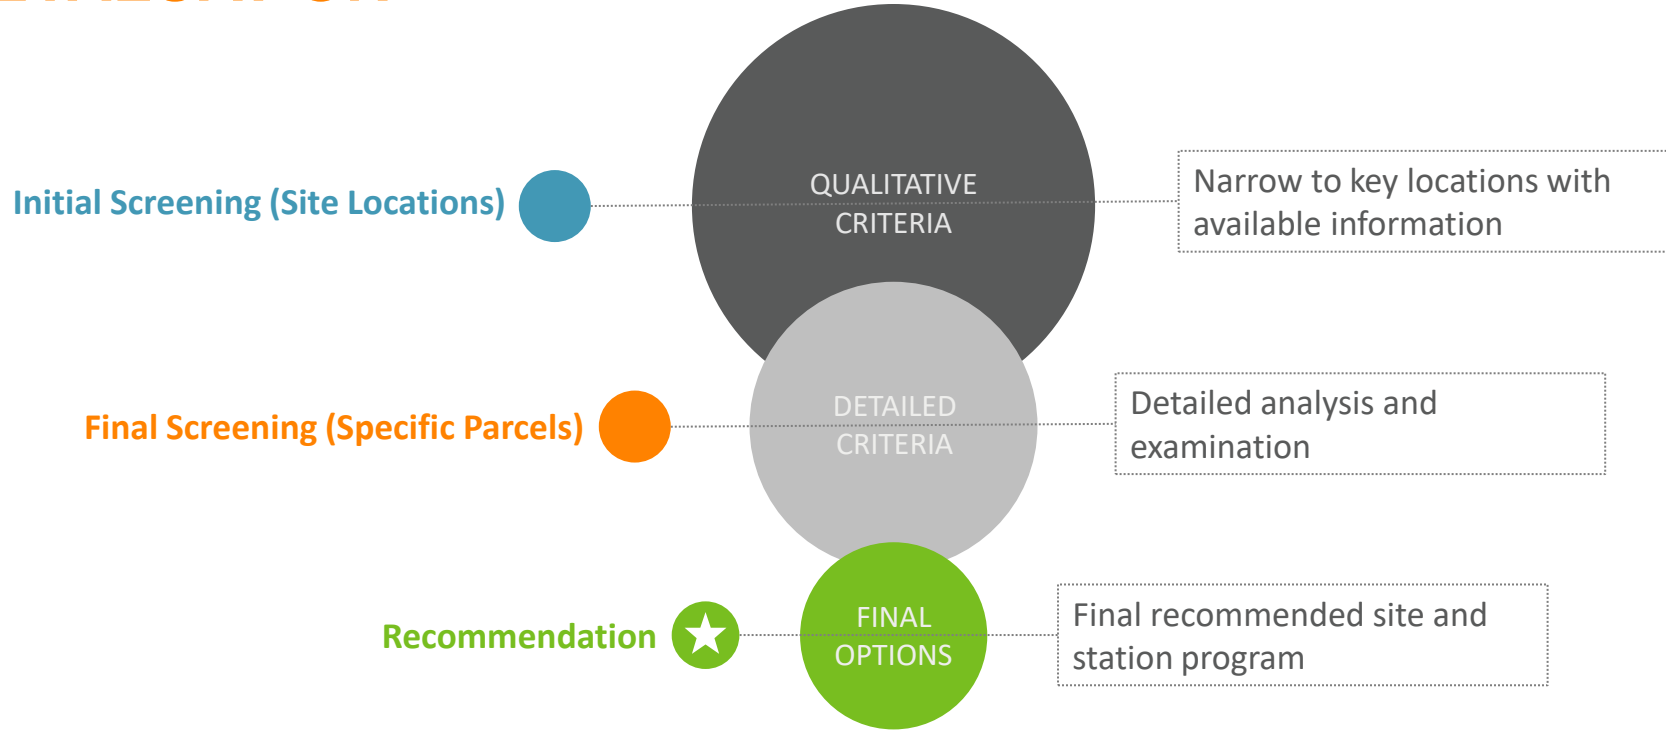 Initial Screening (Site Locations)
QUALITATIVE
CRITERIA
Narrow to key locations with
available information
Final Screening (Specific Parcels)
DETAILED
CRITERIA
Detailed analysis and
examination
Recommendation
FINAL
OPTIONS
Final recommended site and
station program